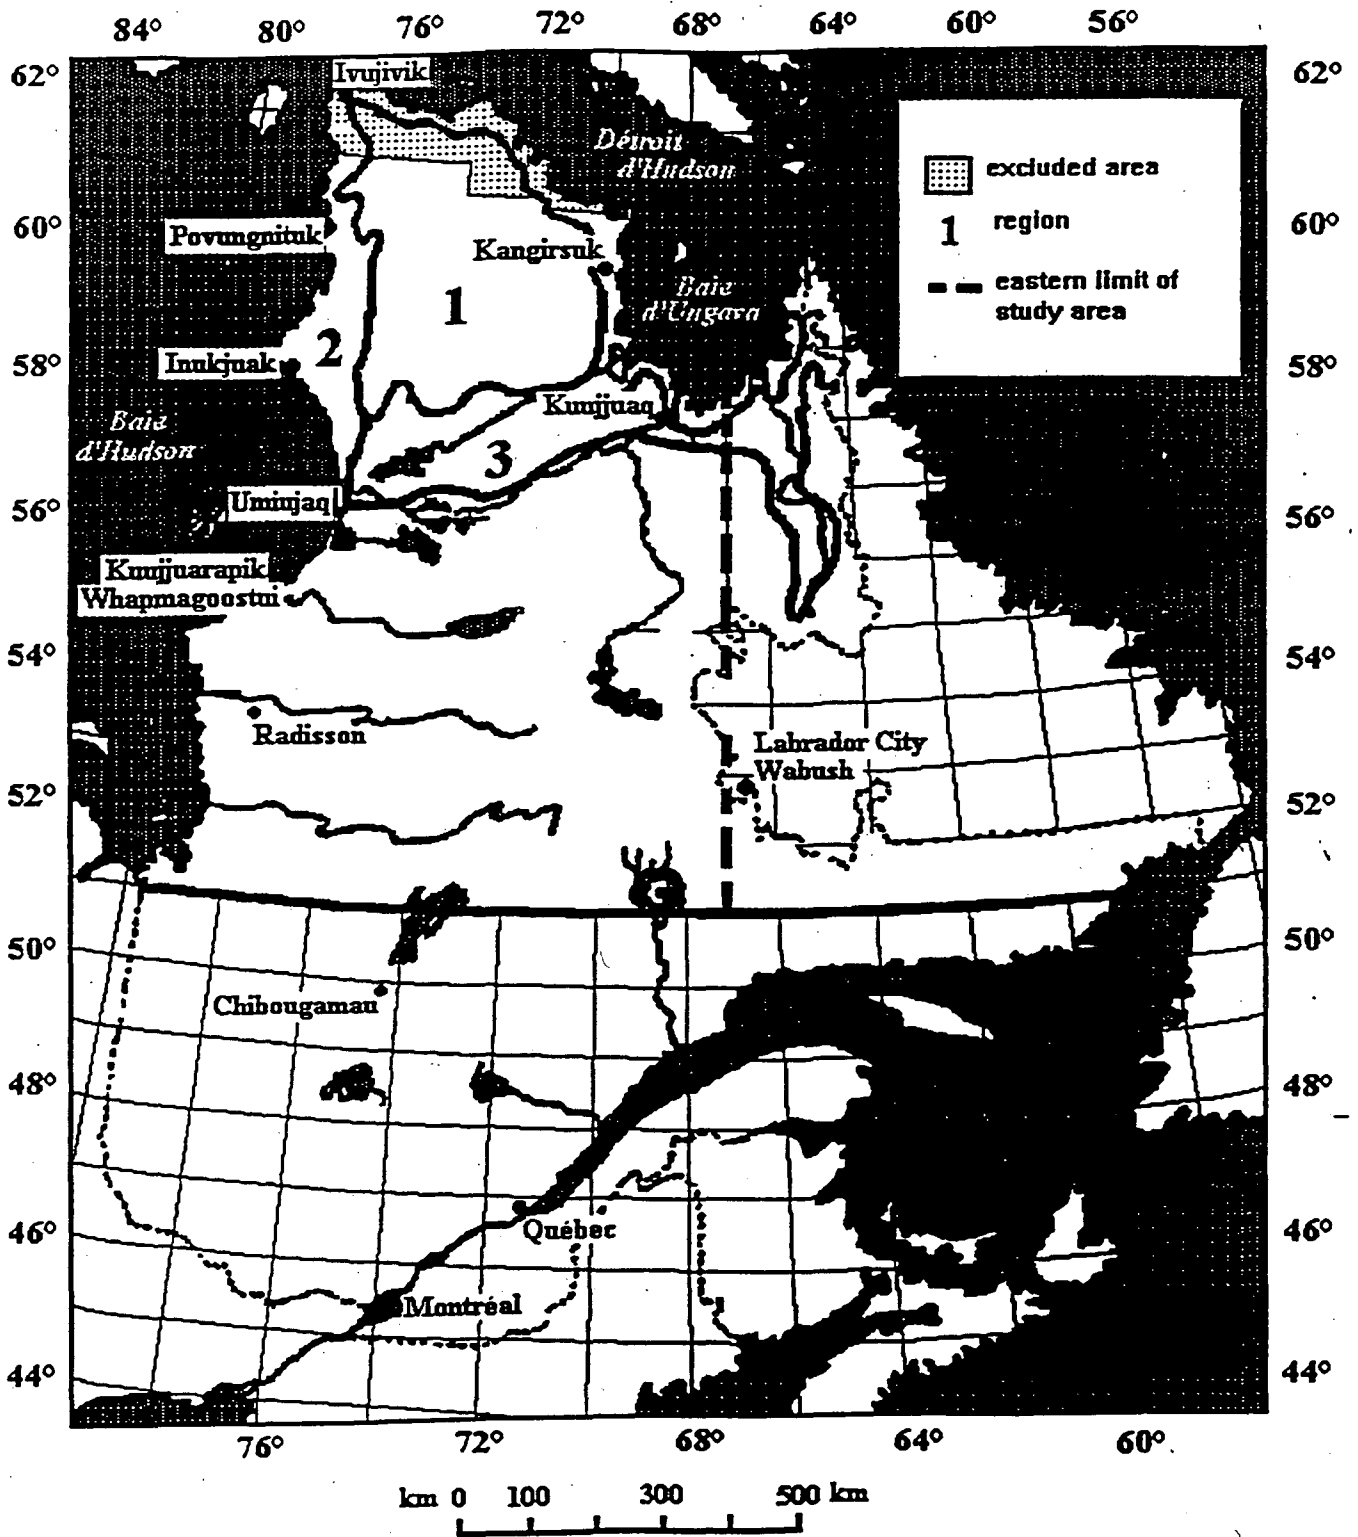 84° 80° 76° 72° 68° 64° 60° 56°
62° 62°
Ivujivik
Détroit
d'Hudson
excluded area
1 region
eastern limit of
study area
60° 60°
Povungnituk
Kangirsuk
Baie
d'Ungava
1
2
Inukjuak
58° 58°
Kuujjuaq
Baie
d'Hudson
3
Umiujaq
56° 56°
Kuujjuarapik
Whapmagoostui
54° 54°
Radisson
Labrador City
Wabush
52° 52°
50° 50°
Chibougamau
48° 48°
46° 46°
Québec
Montréal
44° 44°
76° 72° 68° 64° 60°
km 0 100 300 500 km